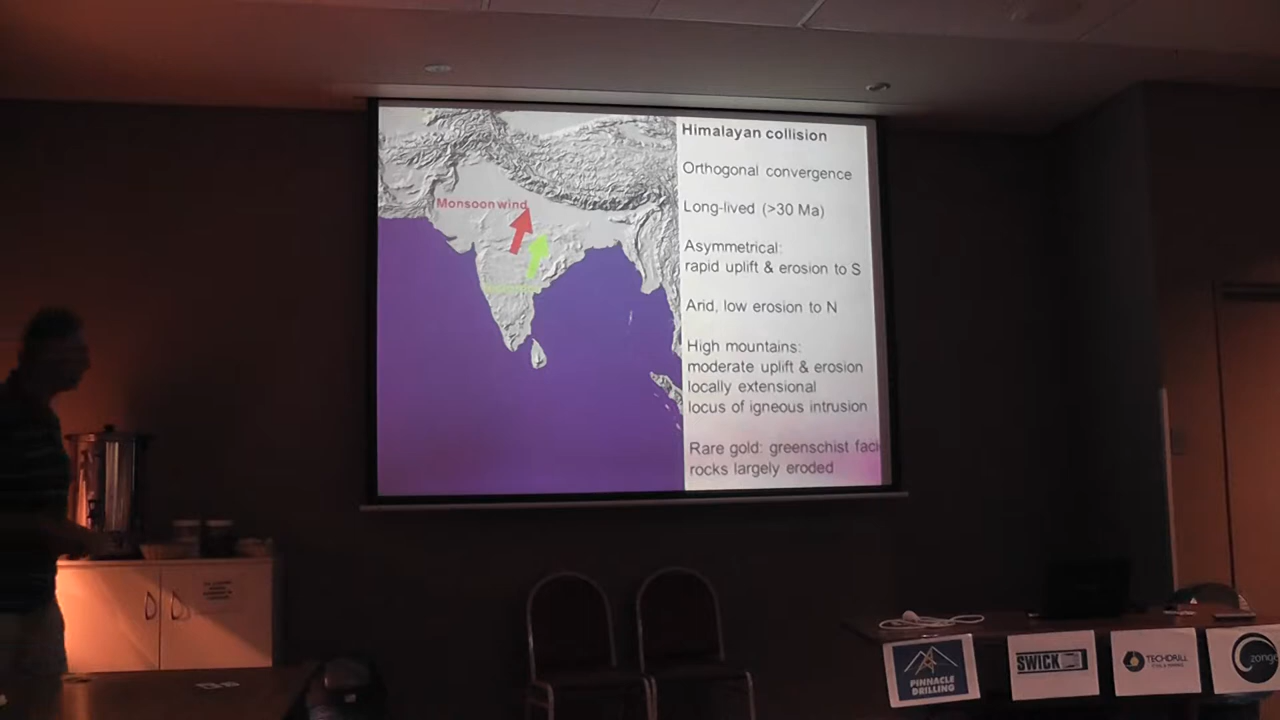 Himalayan collision
Orthogonal convergence
Long-lived (>30 Ma)
Monsoon wind
Asymmetrical:
rapid uplift & erosion to S
Arid, low erosion to N
High mountains:
moderate uplift & erosion
locally extensional
locus of igneous intrusion
Rare gold: greenschist faci
rocks largely eroded
PINNACLE
DRILLING
SWICK
TECHDRILL
zong